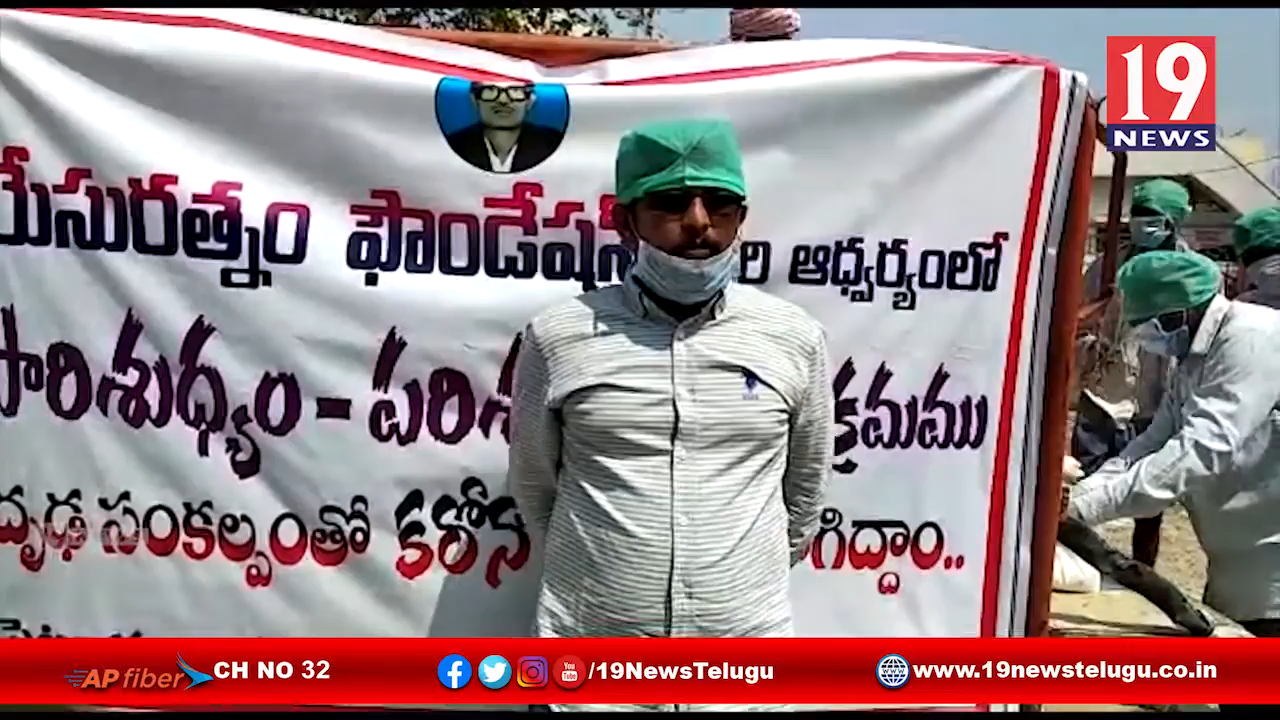 19
NEWS
యేసురత్నం ఫౌండేషన్ వారి ఆధ్వర్యంలో
పారిశుధ్యం - పరిశ క్రమము
దృఢ సంకల్పంతో కరోన గిద్దాం..
AP fiber CH NO 32 /19NewsTelugu www.19newstelugu.co.in